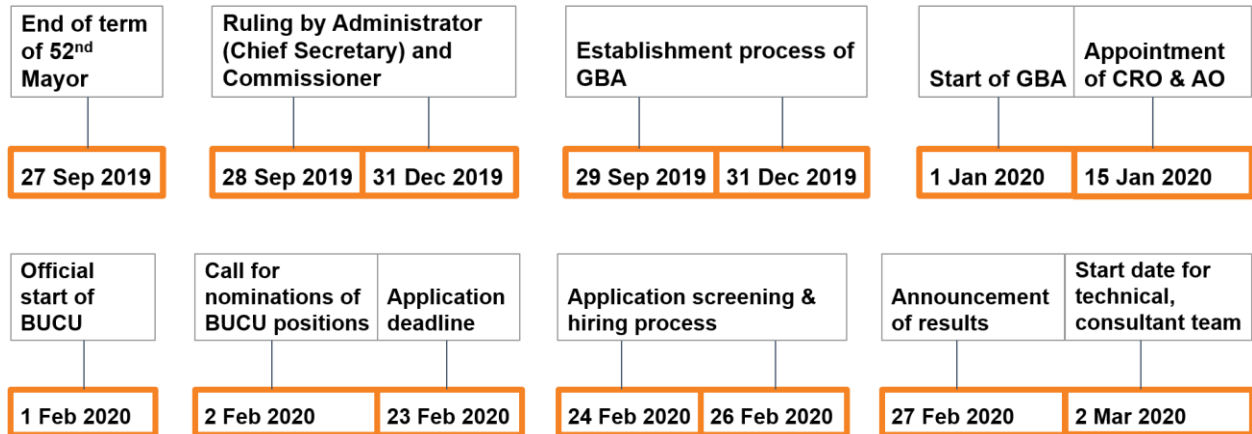 End of term
of 52nd
Mayor
Ruling by Administrator
(Chief Secretary) and
Commissioner
Establishment process of
GBA
Start of GBA
Appointment
of CRO & AO
27 Sep 2019
28 Sep 2019
31 Dec 2019
29 Sep 2019
31 Dec 2019
1 Jan 2020
15 Jan 2020
Official
start of
BUCU
Call for
nominations of
BUCU positions
Application
deadline
Application screening &
hiring process
Announcement
of results
Start date for
technical,
consultant team
1 Feb 2020
2 Feb 2020
23 Feb 2020
24 Feb 2020
26 Feb 2020
27 Feb 2020
2 Mar 2020